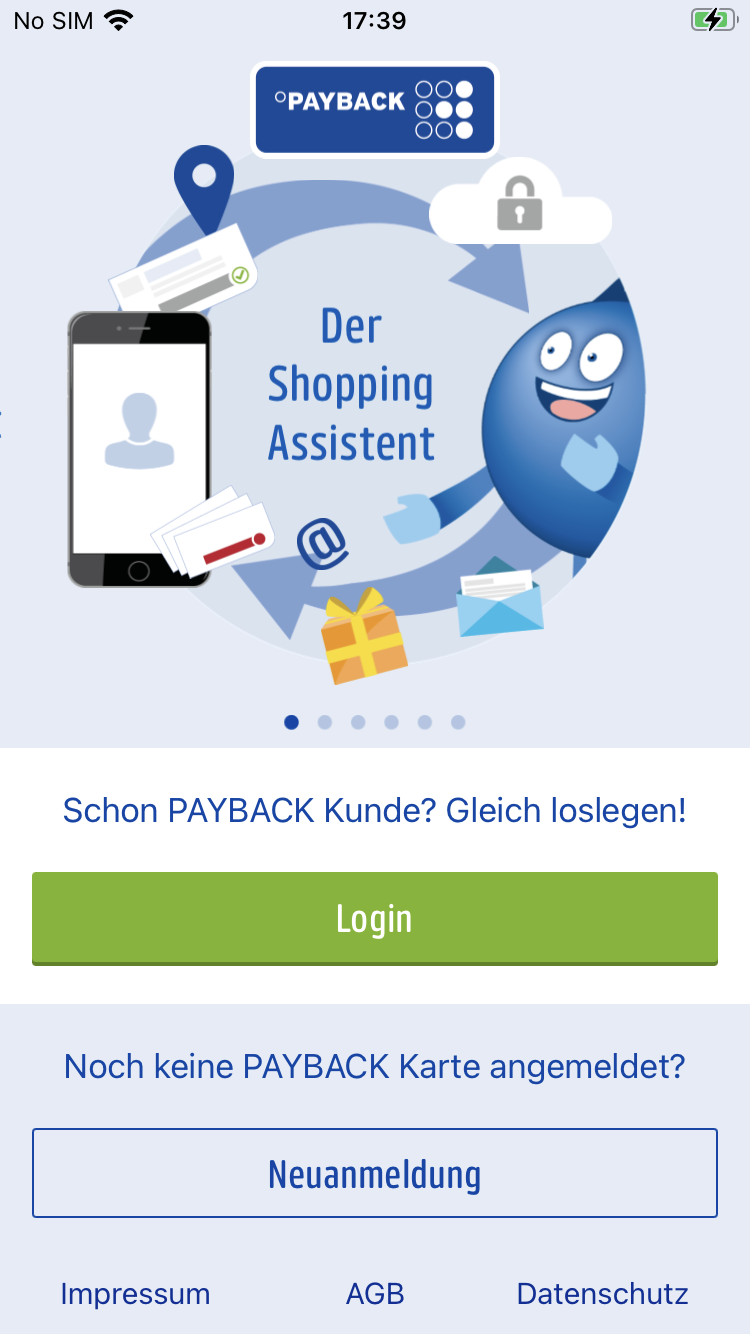 No SIM 17:39
°PAYBACK
Der
Shopping
Assistent
@
Schon PAYBACK Kunde? Gleich loslegen!
Login
Noch keine PAYBACK Karte angemeldet?
Neuanmeldung
Impressum AGB Datenschutz